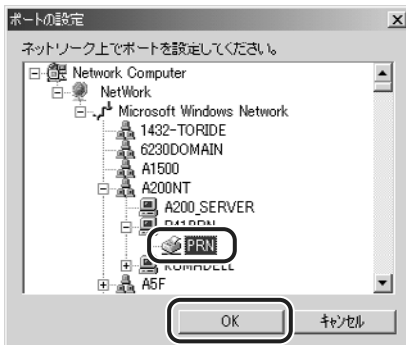 ポートの設定
ネットワーク上でポートを設定してください。
Network Computer
NetWork
Microsoft Windows Network
1432-TORIDE
6230DOMAIN
A1500
A200NT
A200_SERVER
PRN
A5F
OK
キャンセル